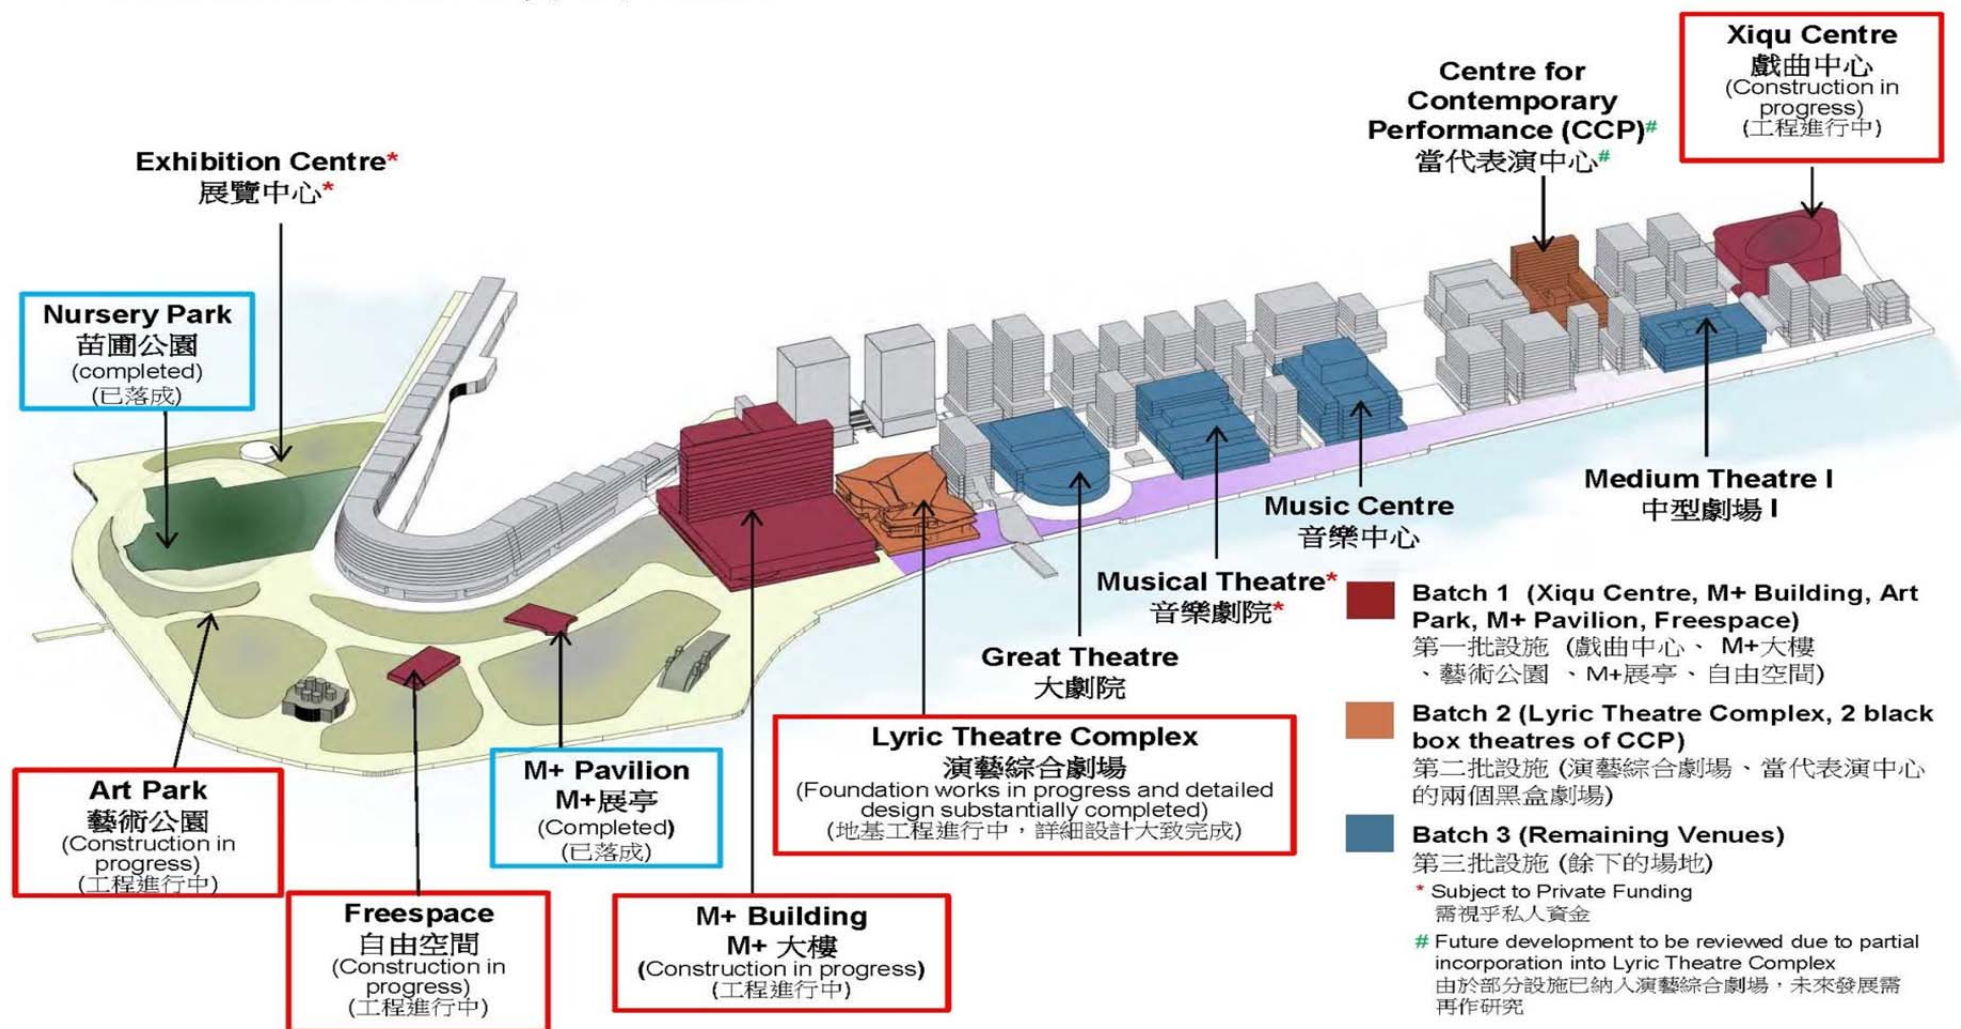 Xiqu Centre
戲曲中心
(Construction in
progress)
(工程進行中)
Centre for
Contemporary
Performance (CCP)#
當代表演中心#
Exhibition Centre*
展覽中心*
Nursery Park
苗圃公園
(completed)
(已落成)
Medium Theatre I
中型劇場 I
Music Centre
音樂中心
Musical Theatre*
音樂劇院*
Great Theatre
大劇院
Lyric Theatre Complex
演藝綜合劇場
(Foundation works in progress and detailed
design substantially completed)
(地基工程進行中，詳細設計大致完成)
M+ Pavilion
M+展亭
(Completed)
(已落成)
Art Park
藝術公園
(Construction in
progress)
(工程進行中)
Freespace
自由空間
(Construction in
progress)
(工程進行中)
M+ Building
M+ 大樓
(Construction in progress)
(工程進行中)
Batch 1 (Xiqu Centre, M+ Building, Art
Park, M+ Pavilion, Freespace)
第一批設施 (戲曲中心、 M+大樓
、藝術公園 、M+展亭、自由空間)
Batch 2 (Lyric Theatre Complex, 2 black
box theatres of CCP)
第二批設施 (演藝綜合劇場、當代表演中心
的兩個黑盒劇場)
Batch 3 (Remaining Venues)
第三批設施 (餘下的場地)
* Subject to Private Funding
需視乎私人資金
# Future development to be reviewed due to partial
incorporation into Lyric Theatre Complex
由於部分設施已納入演藝綜合劇場，未來發展需
再作研究